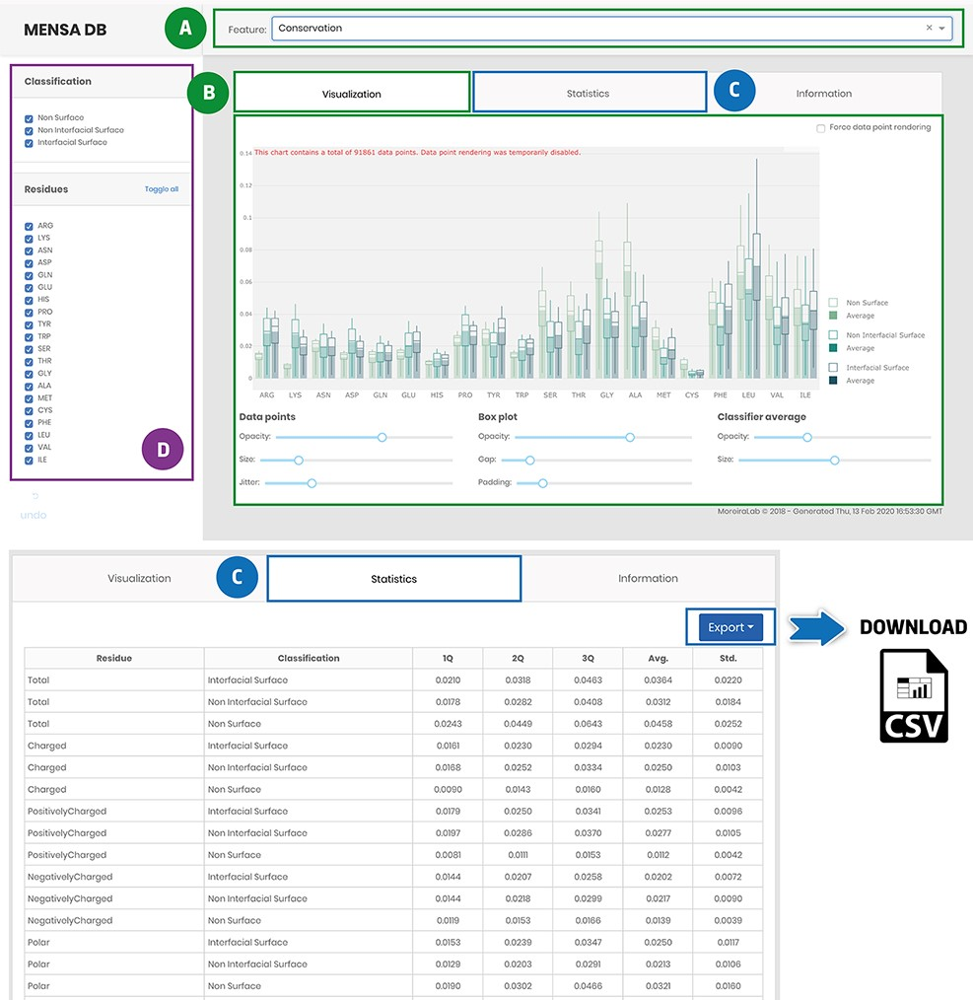 MENSA DB
A
Feature: Conservation
Classification
Non Surface
Non Interfacial Surface
Interfacial Surface
Residues Toggle all
ARG
LYS
ASN
ASP
GLN
GLU
HIS
PRO
TYR
TRP
SER
THR
GLY
ALA
MET
CYS
PHE
LEU
VAL
ILE
D
undo
B
Visualization Statistics C Information
Force data point rendering
This chart contains a total of 91861 data points. Data point rendering was temporarily disabled.
0.14
0.12
0.1
0.08
0.06
0.04
0.02
0
ARG LYS ASN ASP GLN GLU HIS PRO TYR TRP SER THR GLY ALA MET CYS PHE LEU VAL ILE
Non Surface
Average
Non Interfacial Surface
Average
Interfacial Surface
Average
Data points Box plot Classifier average
Opacity: Opacity: Opacity:
Size: Gap: Size:
Jitter: Padding:
MoreiraLab © 2018 - Generated Thu, 13 Feb 2020 16:53:30 GMT
Visualization C Statistics Information
Export
DOWNLOAD
CSV
Residue Classification 1Q 2Q 3Q Avg. Std.
Total Interfacial Surface 0.0210 0.0318 0.0463 0.0364 0.0220
Total Non Interfacial Surface 0.0178 0.0282 0.0408 0.0312 0.0184
Total Non Surface 0.0243 0.0449 0.0643 0.0458 0.0252
Charged Interfacial Surface 0.0161 0.0230 0.0294 0.0230 0.0090
Charged Non Interfacial Surface 0.0168 0.0252 0.0334 0.0250 0.0103
Charged Non Surface 0.0090 0.0143 0.0160 0.0128 0.0042
PositivelyCharged Interfacial Surface 0.0179 0.0250 0.0341 0.0253 0.0096
PositivelyCharged Non Interfacial Surface 0.0197 0.0286 0.0370 0.0277 0.0105
PositivelyCharged Non Surface 0.0081 0.0111 0.0153 0.0112 0.0042
NegativelyCharged Interfacial Surface 0.0144 0.0207 0.0258 0.0202 0.0072
NegativelyCharged Non Interfacial Surface 0.0144 0.0218 0.0299 0.0217 0.0090
NegativelyCharged Non Surface 0.0119 0.0153 0.0166 0.0139 0.0039
Polar Interfacial Surface 0.0153 0.0239 0.0347 0.0250 0.0117
Polar Non Interfacial Surface 0.0129 0.0203 0.0291 0.0213 0.0106
Polar Non Surface 0.0190 0.0302 0.0466 0.0321 0.0160